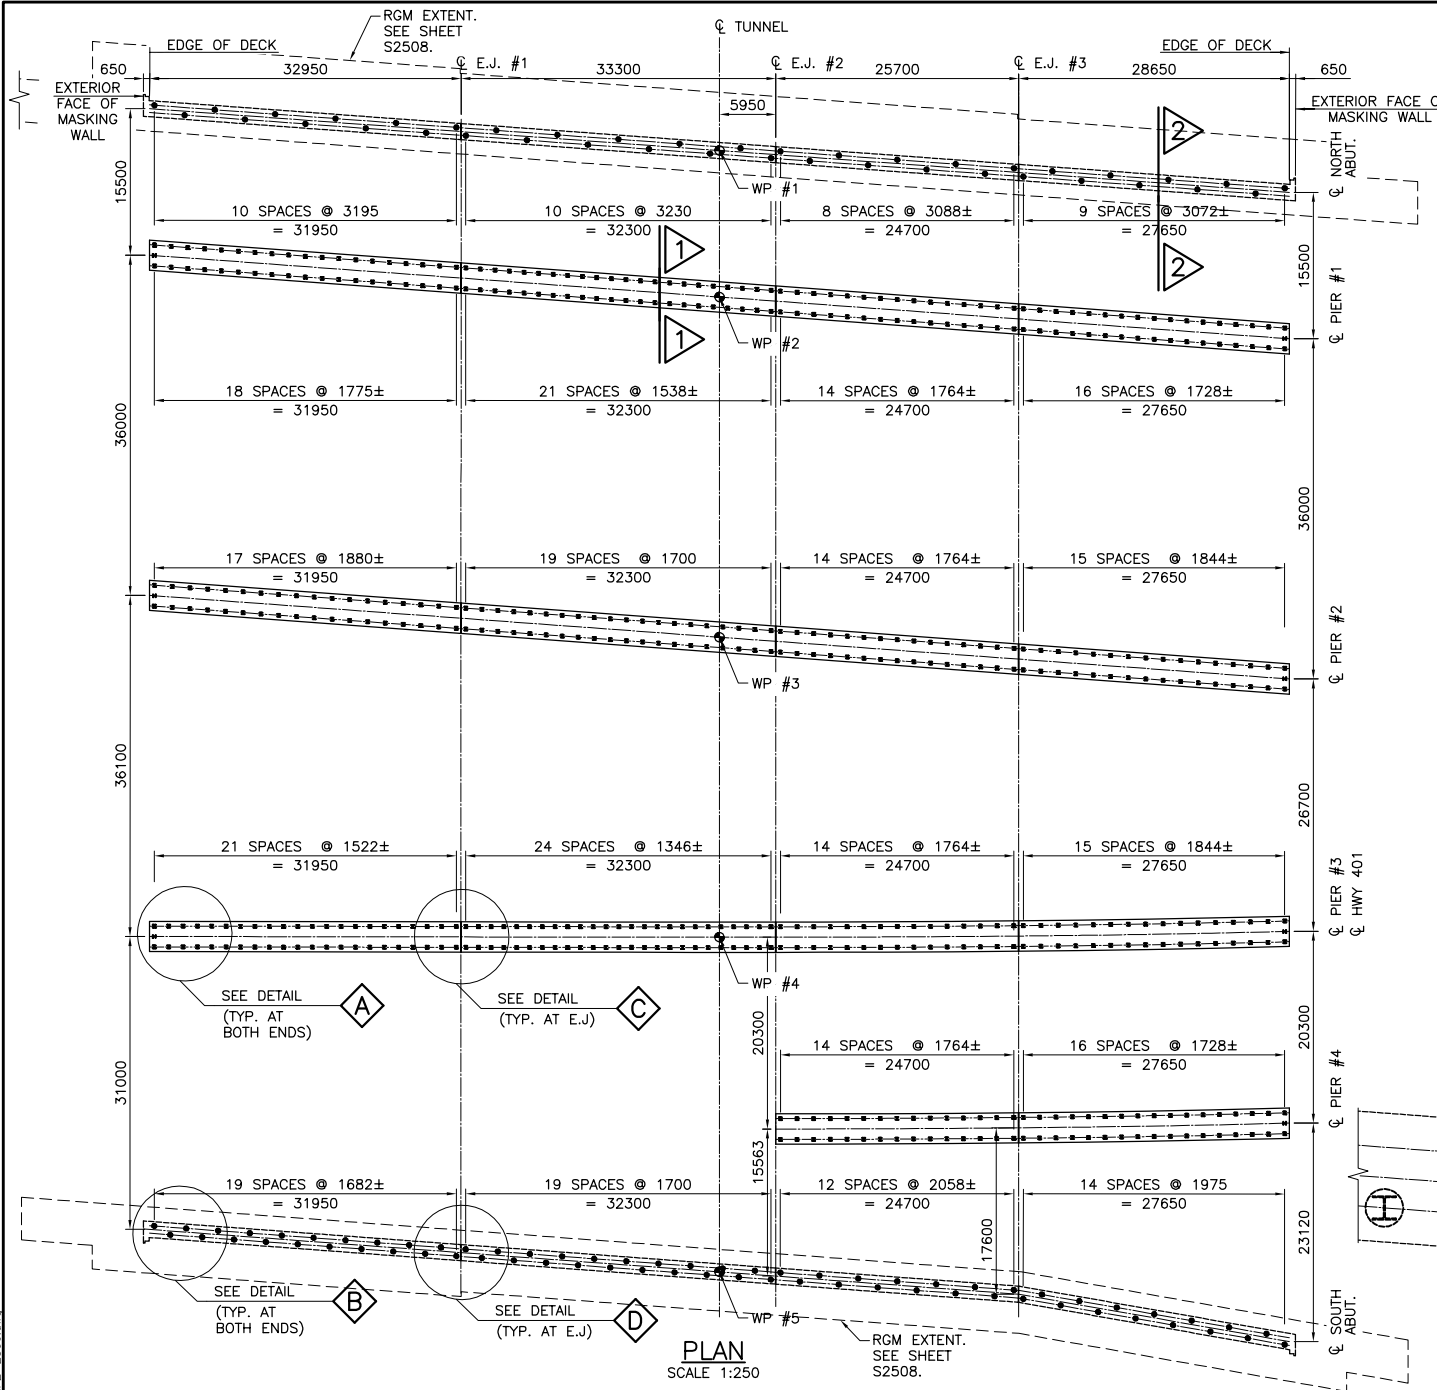 RGM EXTENT.
SEE SHEET
S2508.
℄ TUNNEL
EDGE OF DECK
EDGE OF DECK
650
32950
℄ E.J. #1
33300
℄ E.J. #2
25700
℄ E.J. #3
28650
650
EXTERIOR
FACE OF
MASKING
WALL
5950
EXTERIOR FACE O
MASKING WALL
2
℄ NORTH
ABUT.
15500
WP #1
10 SPACES @ 3195
= 31950
10 SPACES @ 3230
= 32300
8 SPACES @ 3088±
= 24700
9 SPACES @ 3072±
= 27650
1
2
15500
℄ PIER #1
1
WP #2
36000
18 SPACES @ 1775±
= 31950
21 SPACES @ 1538±
= 32300
14 SPACES @ 1764±
= 24700
16 SPACES @ 1728±
= 27650
36000
17 SPACES @ 1880±
= 31950
19 SPACES @ 1700
= 32300
14 SPACES @ 1764±
= 24700
15 SPACES @ 1844±
= 27650
℄ PIER #2
WP #3
36100
26700
21 SPACES @ 1522±
= 31950
24 SPACES @ 1346±
= 32300
14 SPACES @ 1764±
= 24700
15 SPACES @ 1844±
= 27650
℄ PIER #3
℄ HWY 401
WP #4
SEE DETAIL
(TYP. AT
BOTH ENDS)
A
SEE DETAIL
(TYP. AT E.J)
C
20300
20300
31000
14 SPACES @ 1764±
= 24700
16 SPACES @ 1728±
= 27650
℄ PIER #4
15563
19 SPACES @ 1682±
= 31950
19 SPACES @ 1700
= 32300
12 SPACES @ 2058±
= 24700
14 SPACES @ 1975
= 27650
17600
23120
SEE DETAIL
(TYP. AT
BOTH ENDS)
B
SEE DETAIL
(TYP. AT E.J)
D
WP #5
℄ SOUTH
ABUT.
RGM EXTENT.
SEE SHEET
S2508.
PLAN
SCALE 1:250